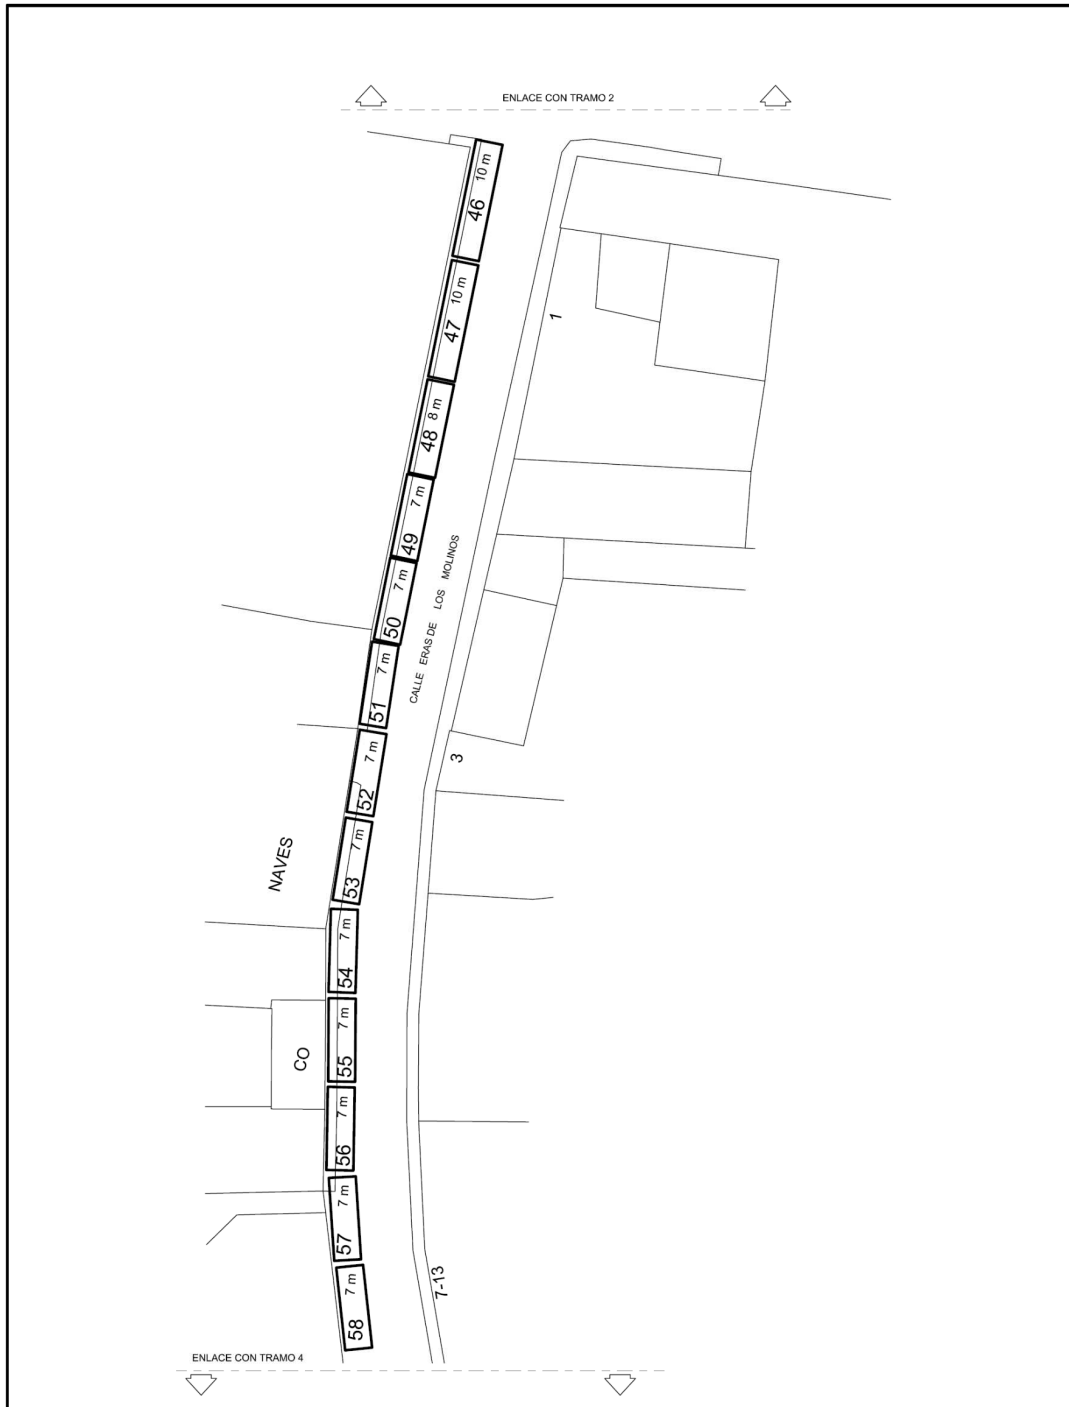 ENLACE CON TRAMO 2
10 m
46
10 m
47
1
8 m
48
7 m
49
7 m
50
CALLE ERAS DE LOS MOLINOS
7 m
51
7 m
52
3
7 m
53
NAVES
7 m
54
7 m
55
CO
7 m
56
7 m
57
7 m
58
7-13
ENLACE CON TRAMO 4